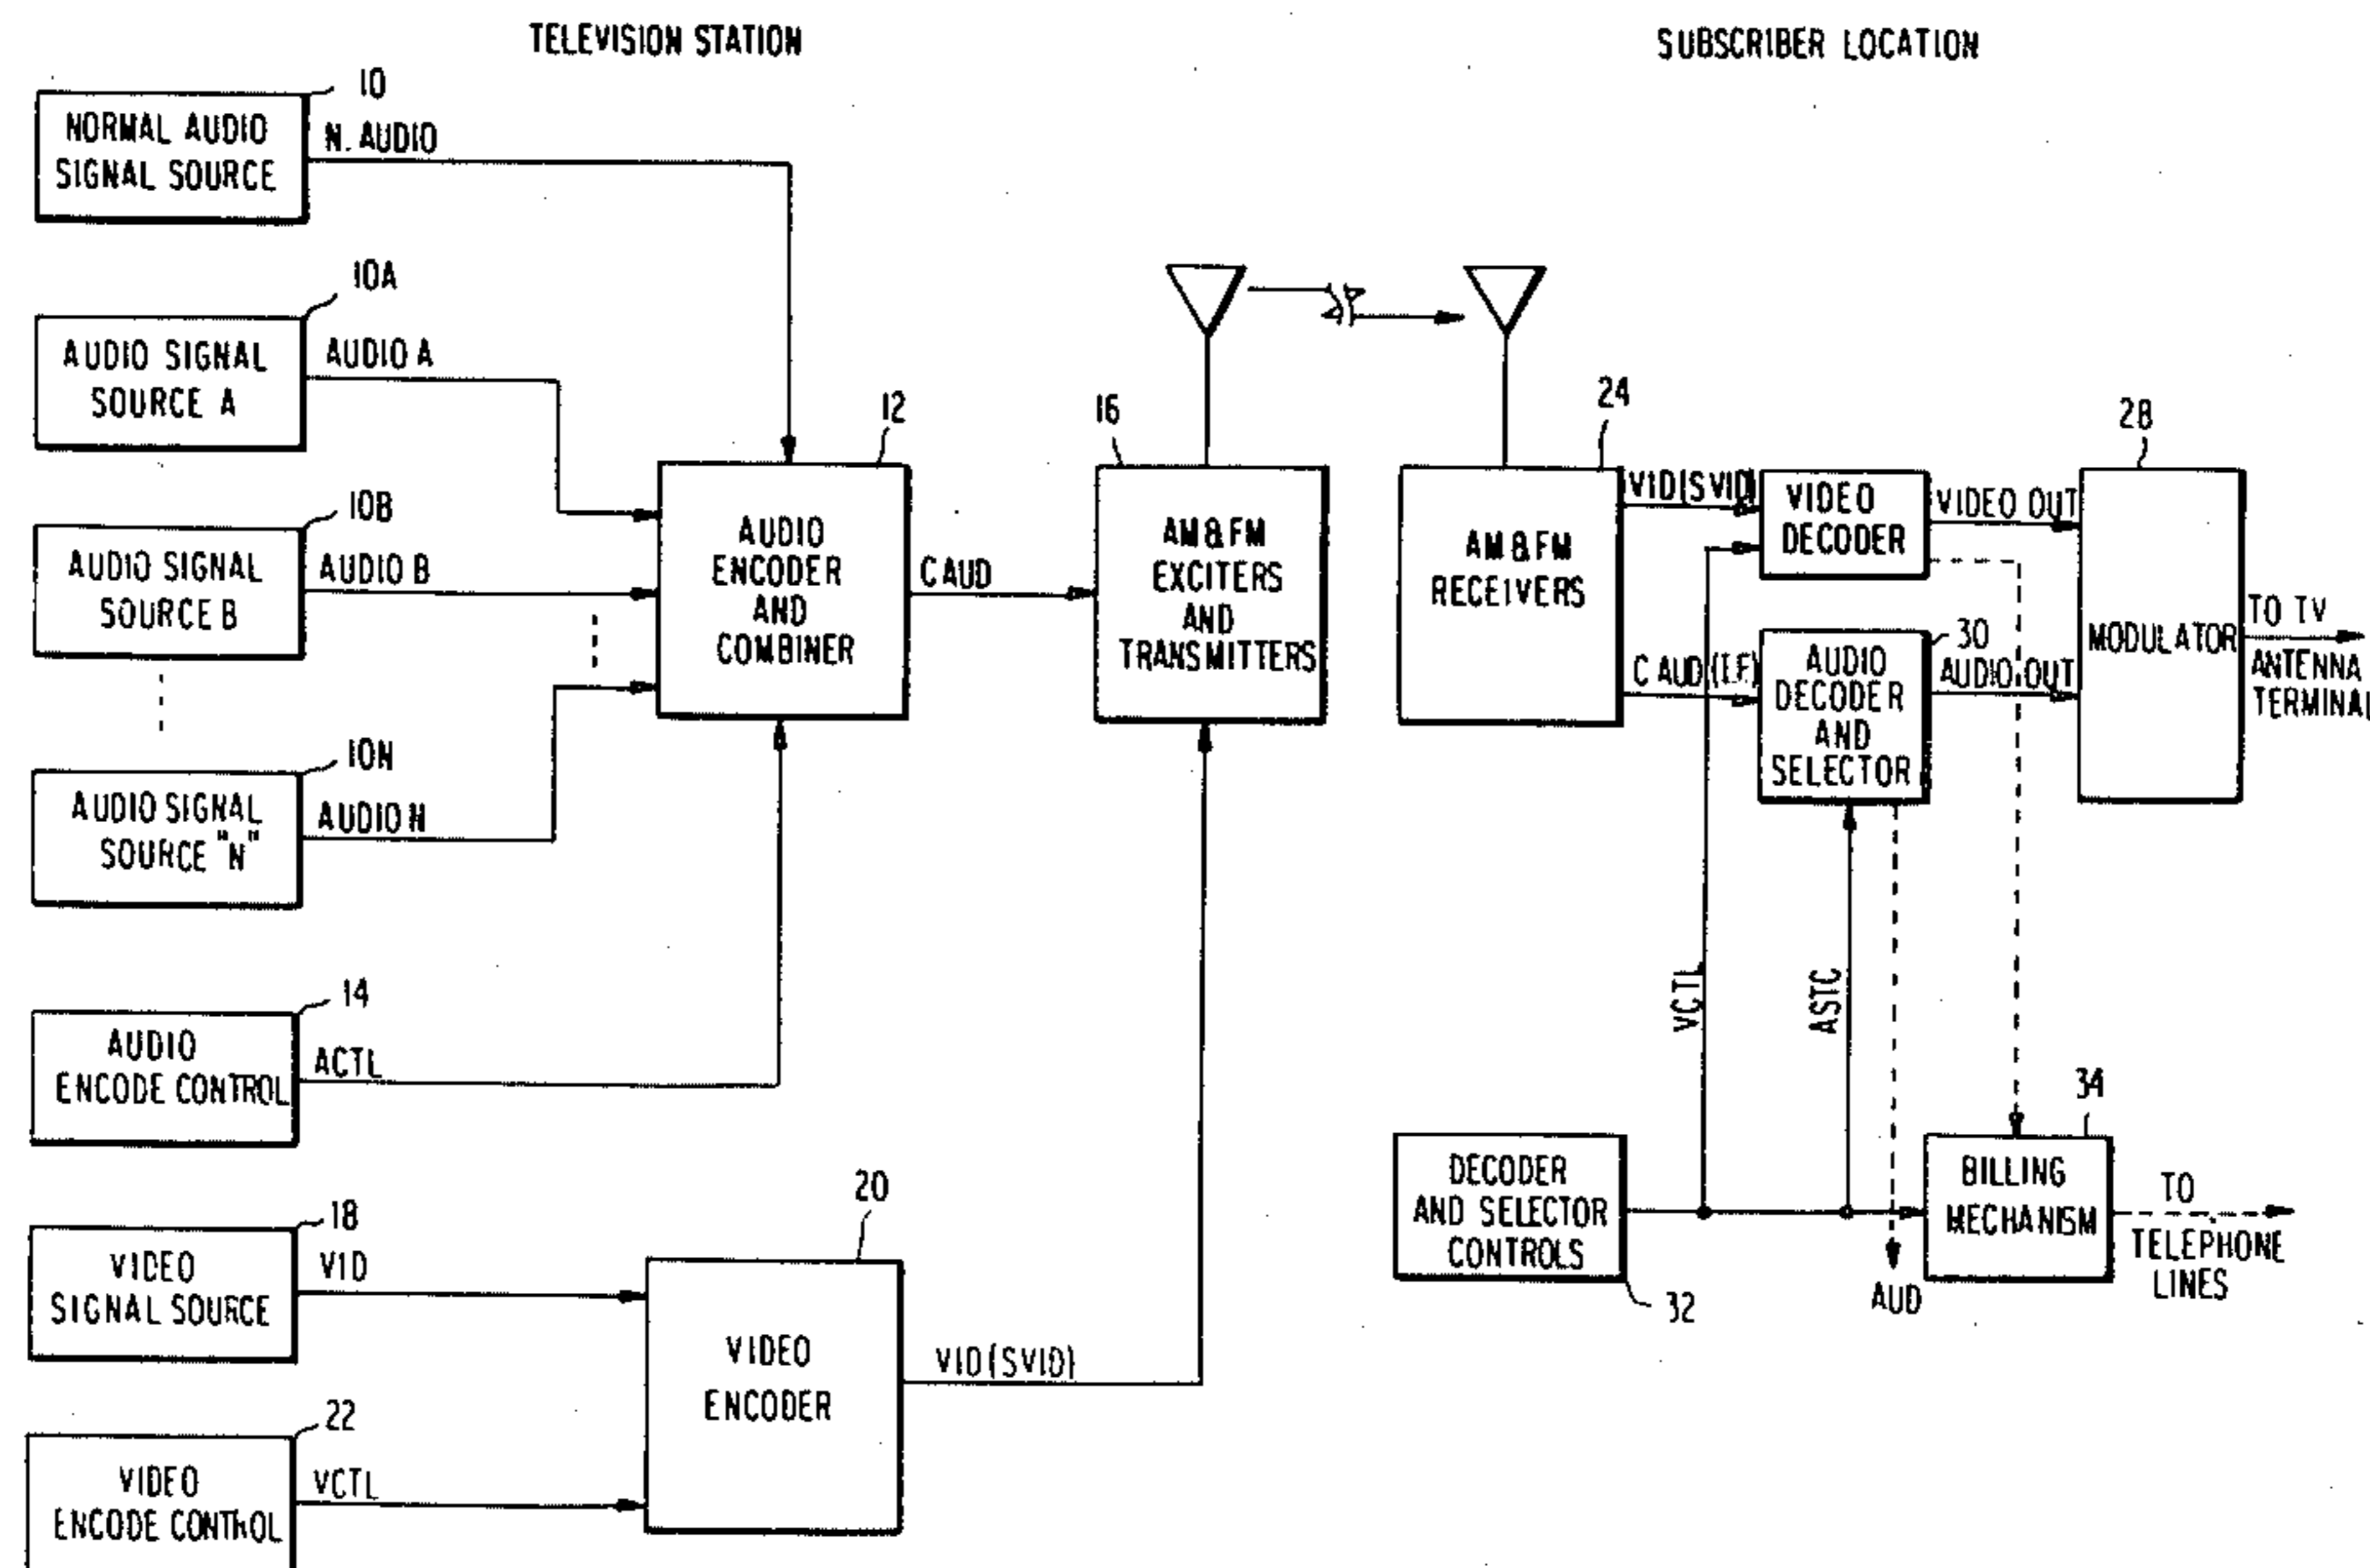 TELEVISION STATION
SUBSCRIBER LOCATION
10
NORMAL AUDIO
SIGNAL SOURCE
N. AUDIO
10A
AUDIO SIGNAL
SOURCE A
AUDIO A
10B
AUDIO SIGNAL
SOURCE B
AUDIO B
10N
AUDIO SIGNAL
SOURCE "N"
AUDIO N
14
AUDIO
ENCODE CONTROL
ACTL
18
VIDEO
SIGNAL SOURCE
VID
22
VIDEO
ENCODE CONTROL
VCTL
12
AUDIO
ENCODER
AND
COMBINER
CAUD
20
VIDEO
ENCODER
VID(SVID)
16
AM&FM
EXCITERS
AND
TRANSMITTERS
24
AM&FM
RECEIVERS
VID(SVID)
VIDEO
DECODER
VIDEO OUT
CAUD(I.F.)
30
AUDIO
DECODER
AND
SELECTOR
AUDIO OUT
28
MODULATOR
TO TV
ANTENNA
TERMINAL
VCTL
ASTC
DECODER
AND SELECTOR
CONTROLS
32
AUD
34
BILLING
MECHANISM
TO
TELEPHONE
LINES